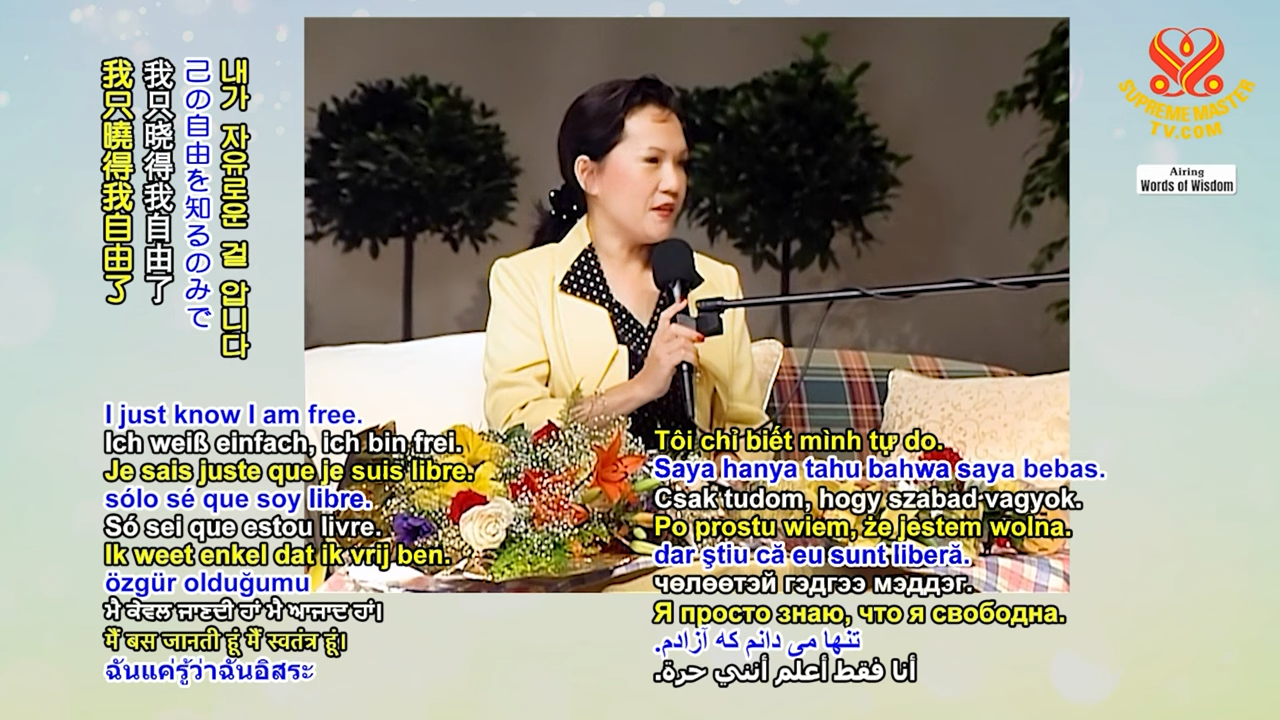 我只曉得我自由了
我只晓得我自由了
己の自由を知るのみで
내가 자유로운 걸 압니다
SUPREME MASTER
TV.COM
Airing
Words of Wisdom
I just know I am free.
Ich weiß einfach, ich bin frei.
Je sais juste que je suis libre.
sólo sé que soy libre.
Só sei que estou livre.
Ik weet enkel dat ik vrij ben.
özgür olduğumu
ਮੈਂ ਕੇਵਲ ਜਾਣਦੀ ਹਾਂ ਮੈਂ ਆਜਾਦ ਹਾਂ।
मैं बस जानती हूं मैं स्वतंत्र हूं।
ฉันแค่รู้ว่าฉันอิสระ
Tôi chỉ biết mình tự do.
Saya hanya tahu bahwa saya bebas.
Csak tudom, hogy szabad vagyok.
Po prostu wiem, że jestem wolna.
dar ştiu că eu sunt liberă.
чөлөөтэй гэдгээ мэддэг.
Я просто знаю, что я свободна.
تنها می دانم که آزادم.
أنا فقط أعلم أنني حرة.